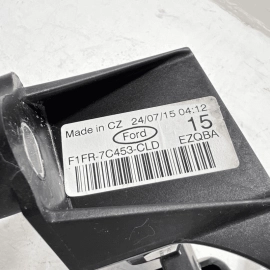 Made in CZ 24/07/15 04:12
Ford 15
F1FR-7C453-CLD EZQBA